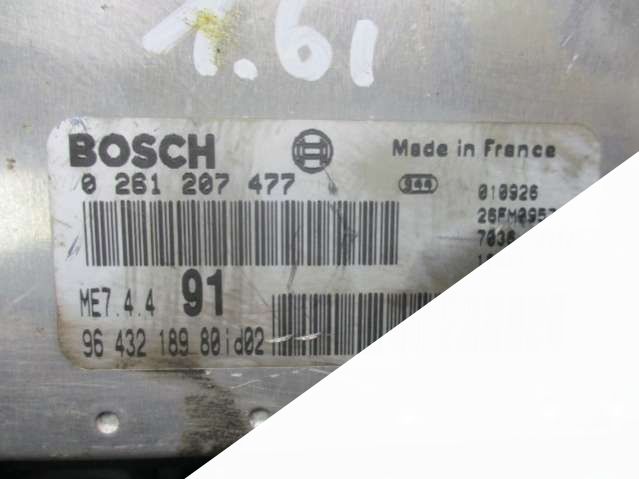 1.6i
BOSCH
Made in France
0 261 207 477
010926
ME7.4.4 91
96 432 189 80 id02